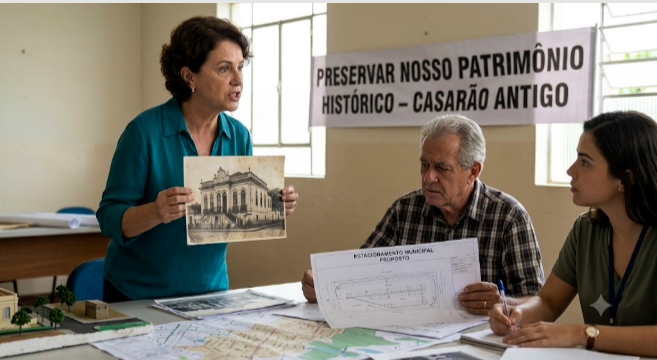 PRESERVAR NOSSO PATRIMÔNIO
HISTÓRICO – CASARÃO ANTIGO
ESTACIONAMENTO MUNICIPAL
PROPOSTO